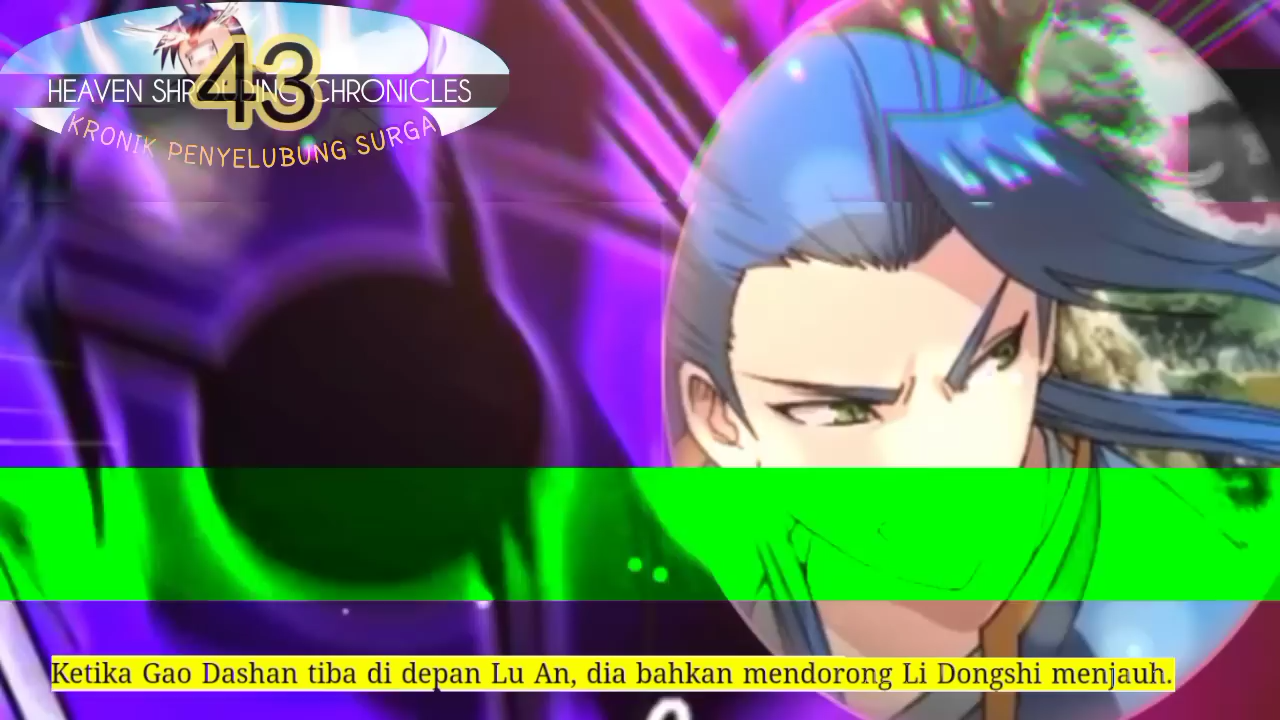 43
HEAVEN SHROUDING CHRONICLES
KRONIK PENYELUBUNG SURGA
Ketika Gao Dashan tiba di depan Lu An, dia bahkan mendorong Li Dongshi menjauh.